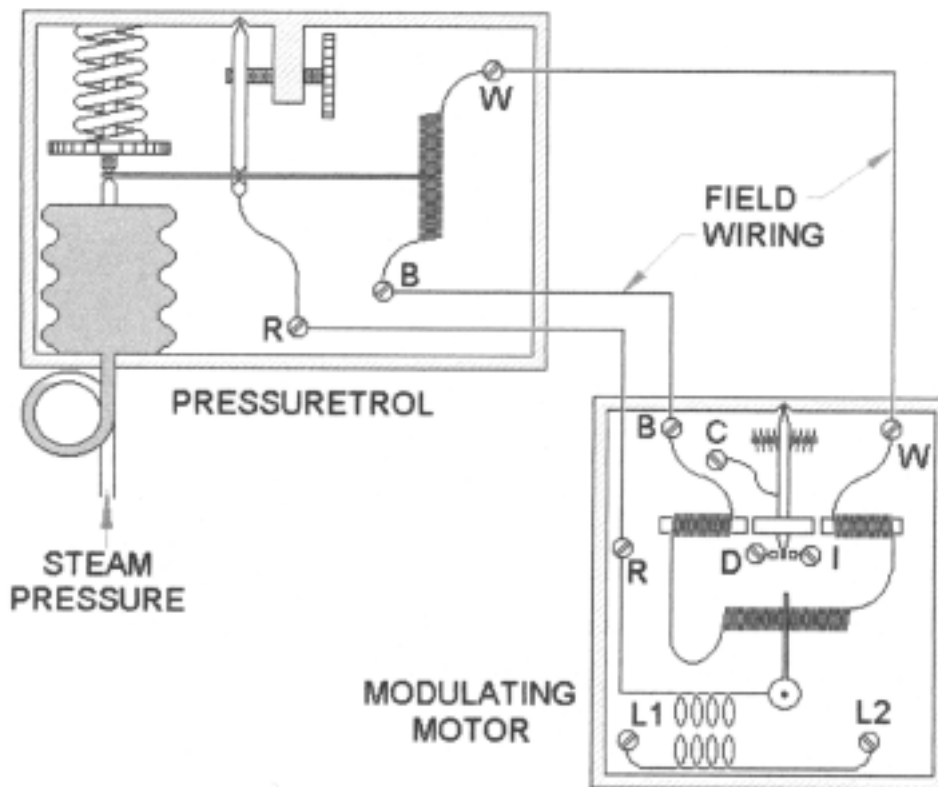 W
FIELD
WIRING
B
R
PRESSURETROL
B
C
W
STEAM
PRESSURE
R
D
I
MODULATING
MOTOR
L1
L2